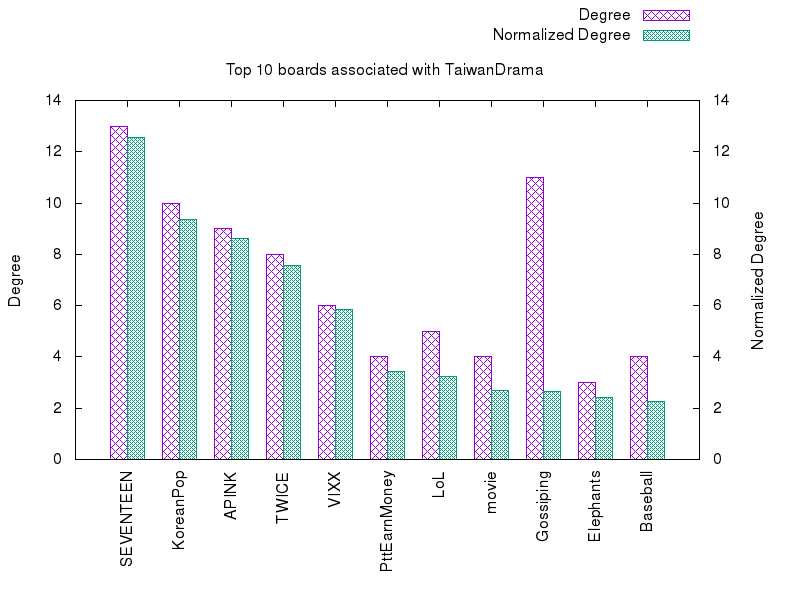 Degree
Normalized Degree
Top 10 boards associated with TaiwanDrama
14
12
10
8
6
4
2
0
14
12
10
8
6
4
2
0
Degree
Normalized Degree
SEVENTEEN
KoreanPop
APINK
TWICE
VIXX
PttEarnMoney
LoL
movie
Gossiping
Elephants
Baseball